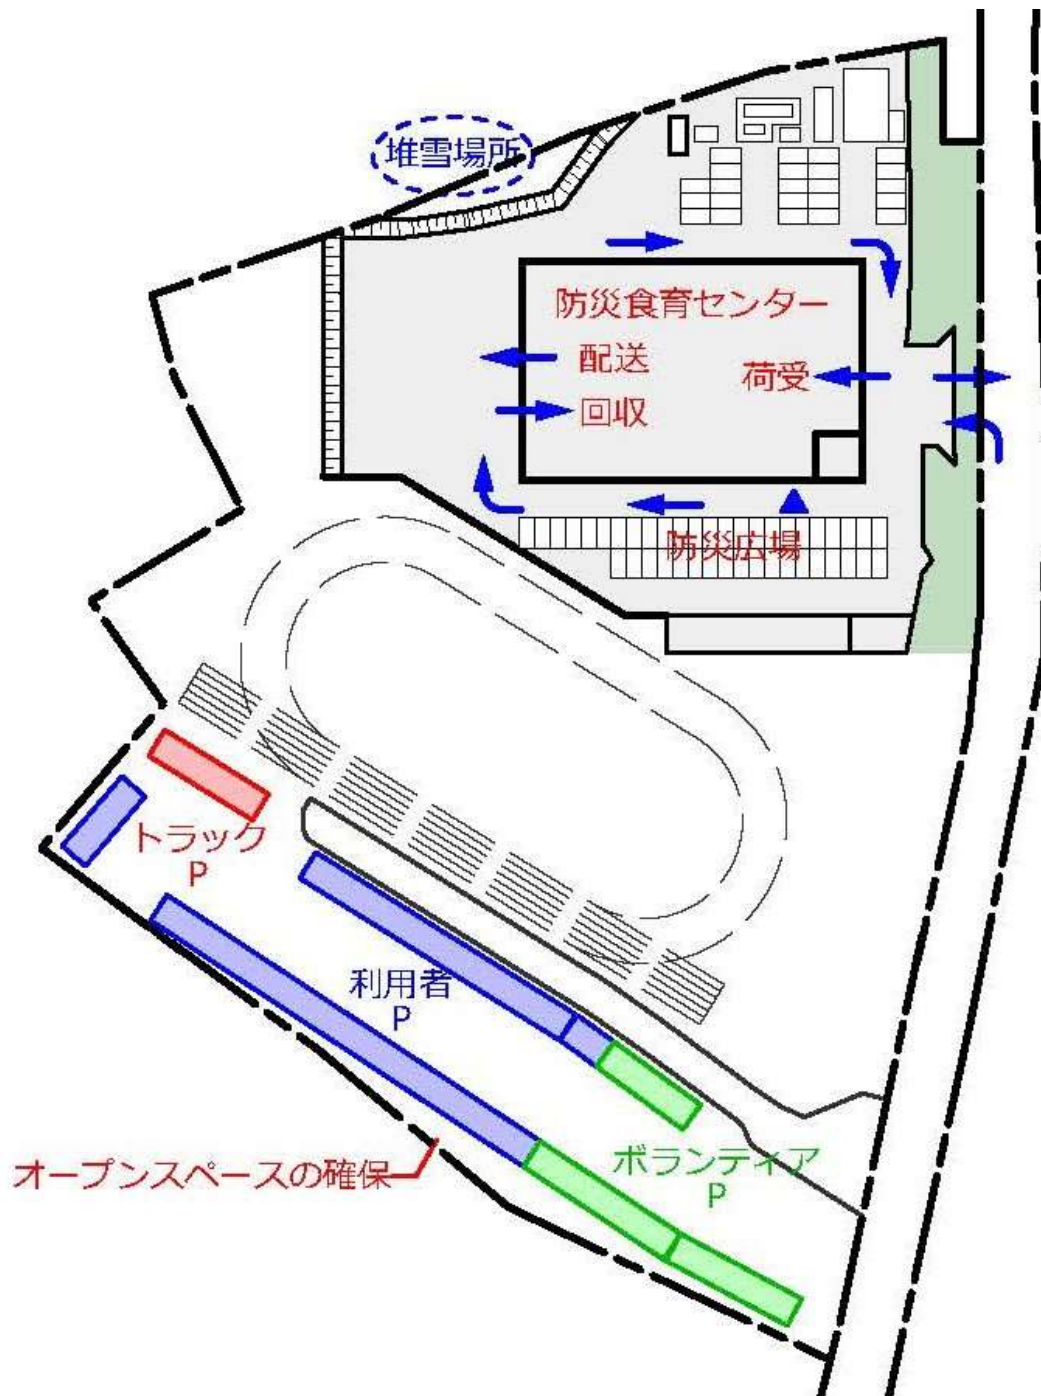 堆雪場所
防災食育センター
配送
荷受
回収
防災広場
トラック
P
利用者
P
ボランティア
P
オープンスペースの確保